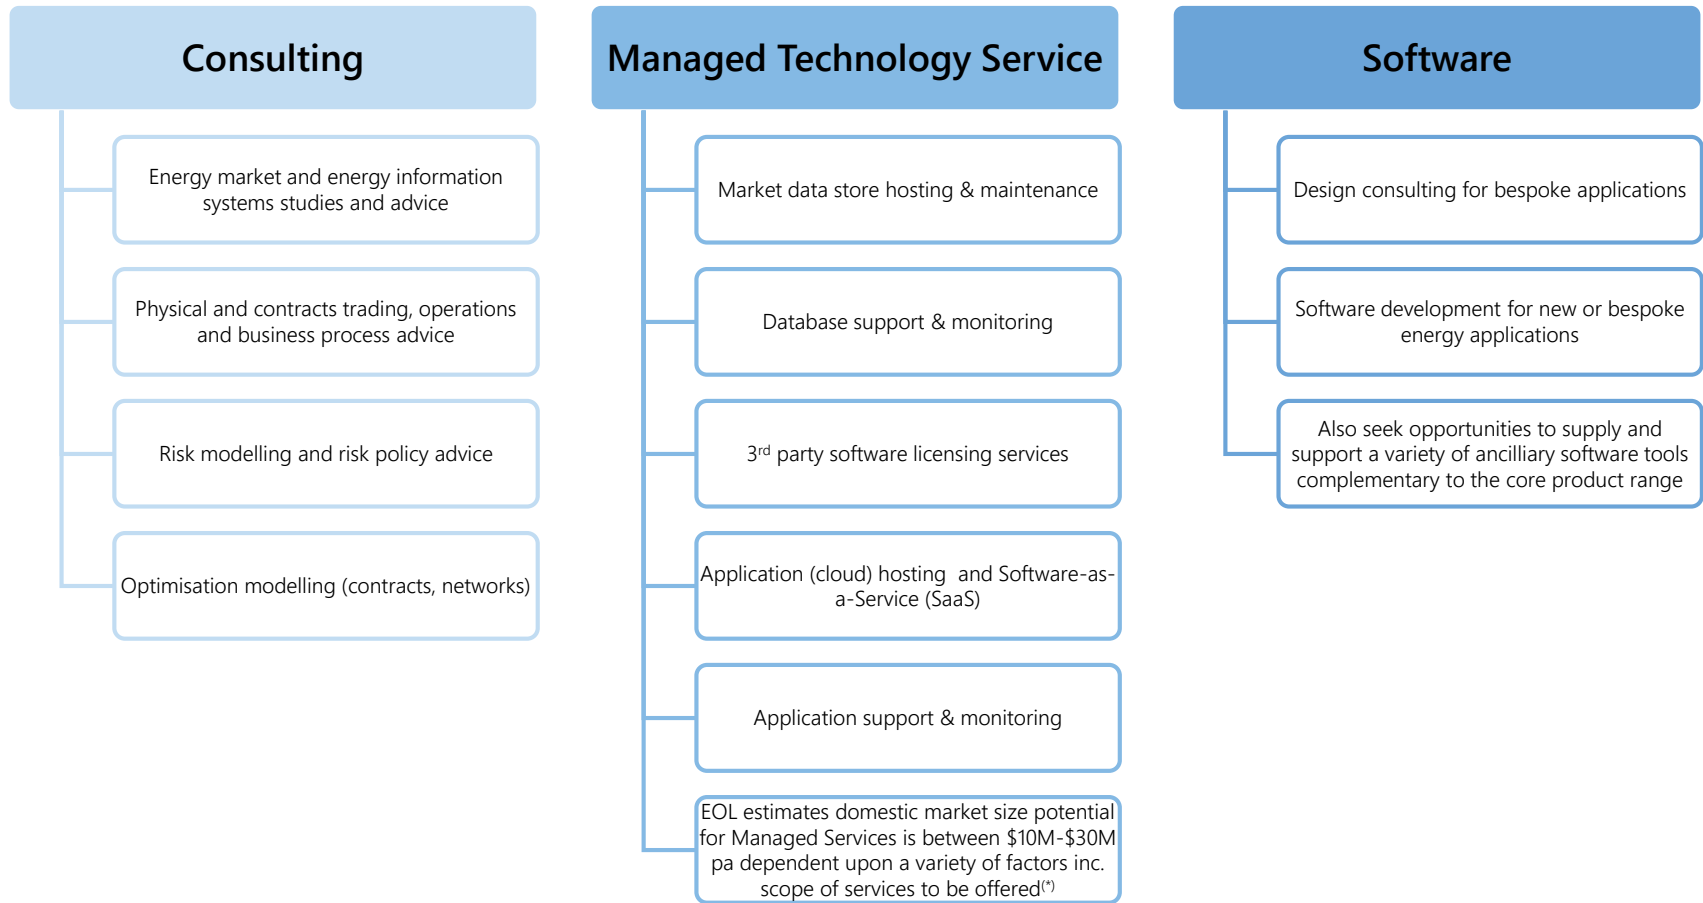 Consulting
Energy market and energy information
systems studies and advice
Physical and contracts trading, operations
and business process advice
Risk modelling and risk policy advice
Optimisation modelling (contracts, networks)
Managed Technology Service
Market data store hosting & maintenance
Database support & monitoring
3rd party software licensing services
Application (cloud) hosting  and Software-as-
a-Service (SaaS)
Application support & monitoring
EOL estimates domestic market size potential
for Managed Services is between $10M-$30M
pa dependent upon a variety of factors inc.
scope of services to be offered(*)
Software
Design consulting for bespoke applications
Software development for new or bespoke
energy applications
Also seek opportunities to supply and
support a variety of ancilliary software tools
complementary to the core product range